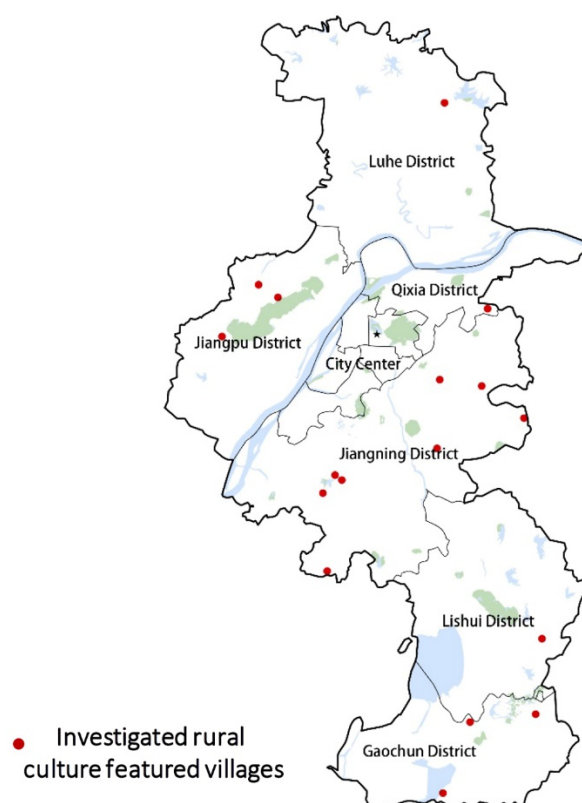 Luhe District
Qixia District
Jiangpu District
City Center
Jiangning District
Lishui District
Gaochun District
Investigated rural
culture featured villages